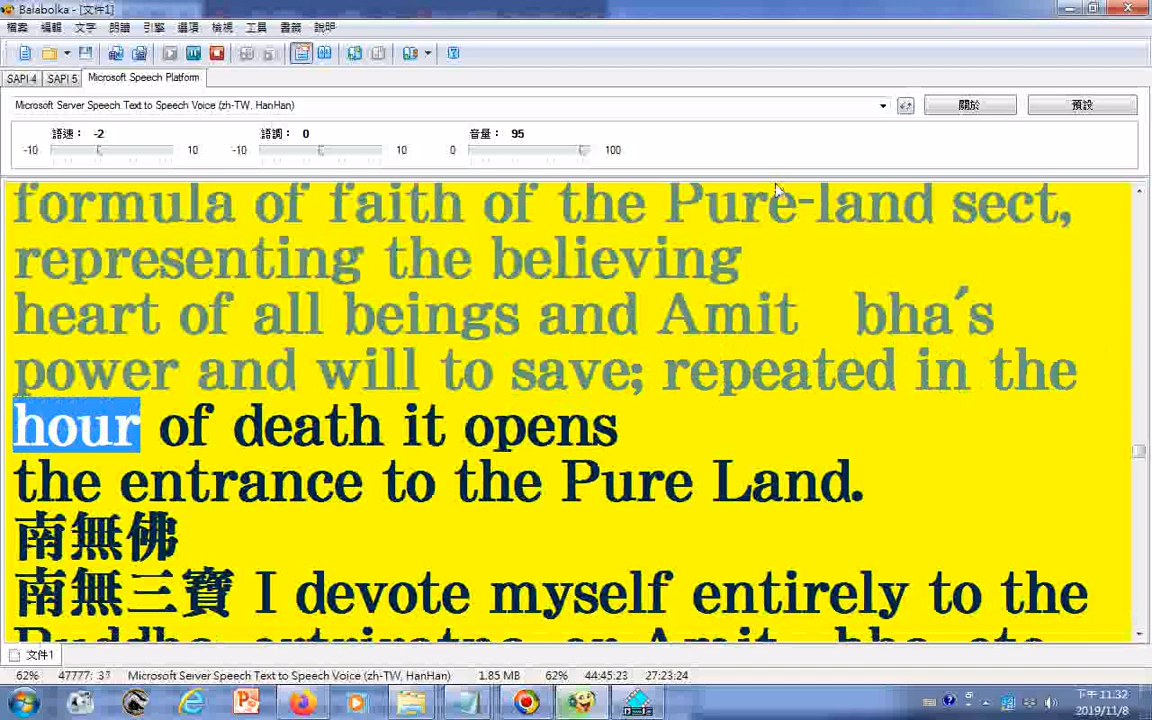 Balabolka - [文件1]
檔案 編輯 文字 朗讀 引擎 選項 檢視 工具 書籤 說明
SAPI 4 SAPI 5 Microsoft Speech Platform
Microsoft Server Speech Text to Speech Voice (zh-TW, HanHan) 關於 預設
語速： -2 語調： 0 音量： 95
-10 10 -10 10 0 100
formula of faith of the Pure-land sect,
representing the believing
heart of all beings and Amit bha´s
power and will to save; repeated in the
hour of death it opens
the entrance to the Pure Land.
南無佛
南無三寶 I devote myself entirely to the
文件1
62% 47777: 37 Microsoft Server Speech Text to Speech Voice (zh-TW, HanHan) 1.85 MB 62% 44:45:23 27:23:24
下午 11:32
2019/11/8